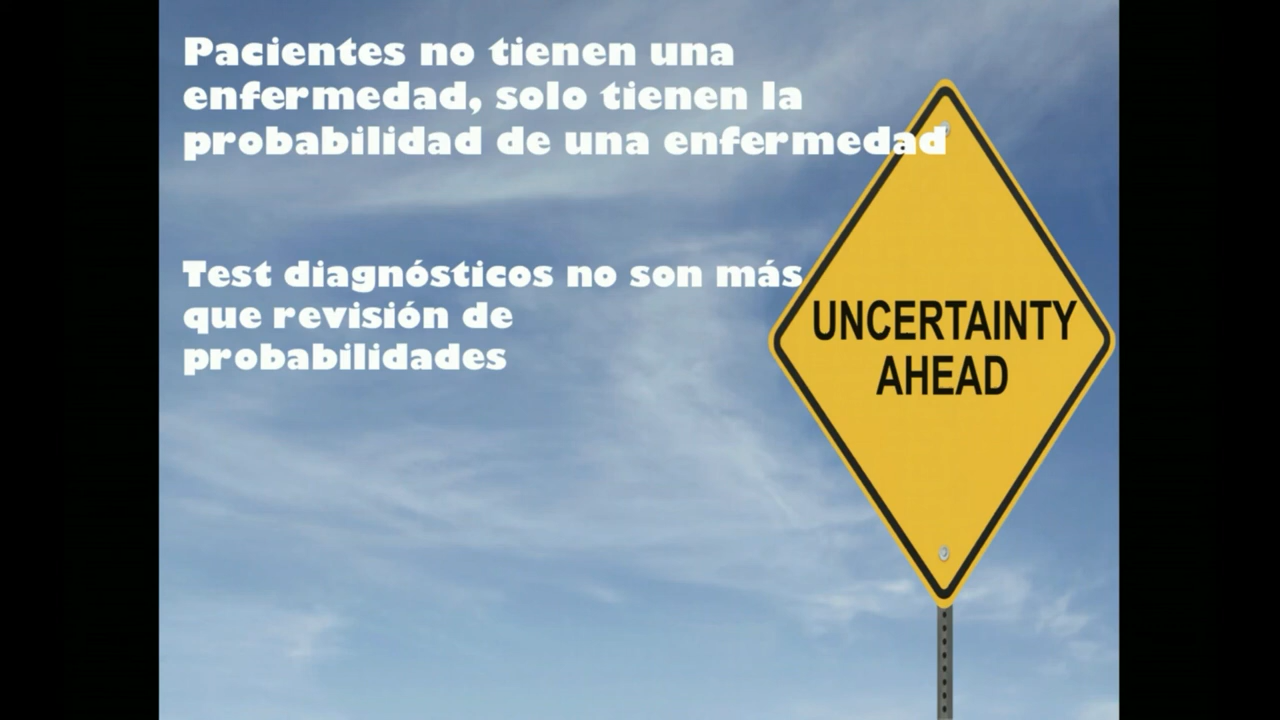 Pacientes no tienen una
enfermedad, solo tienen la
probabilidad de una enfermedad
Test diagnósticos no son más
que revisión de
probabilidades
UNCERTAINTY
AHEAD